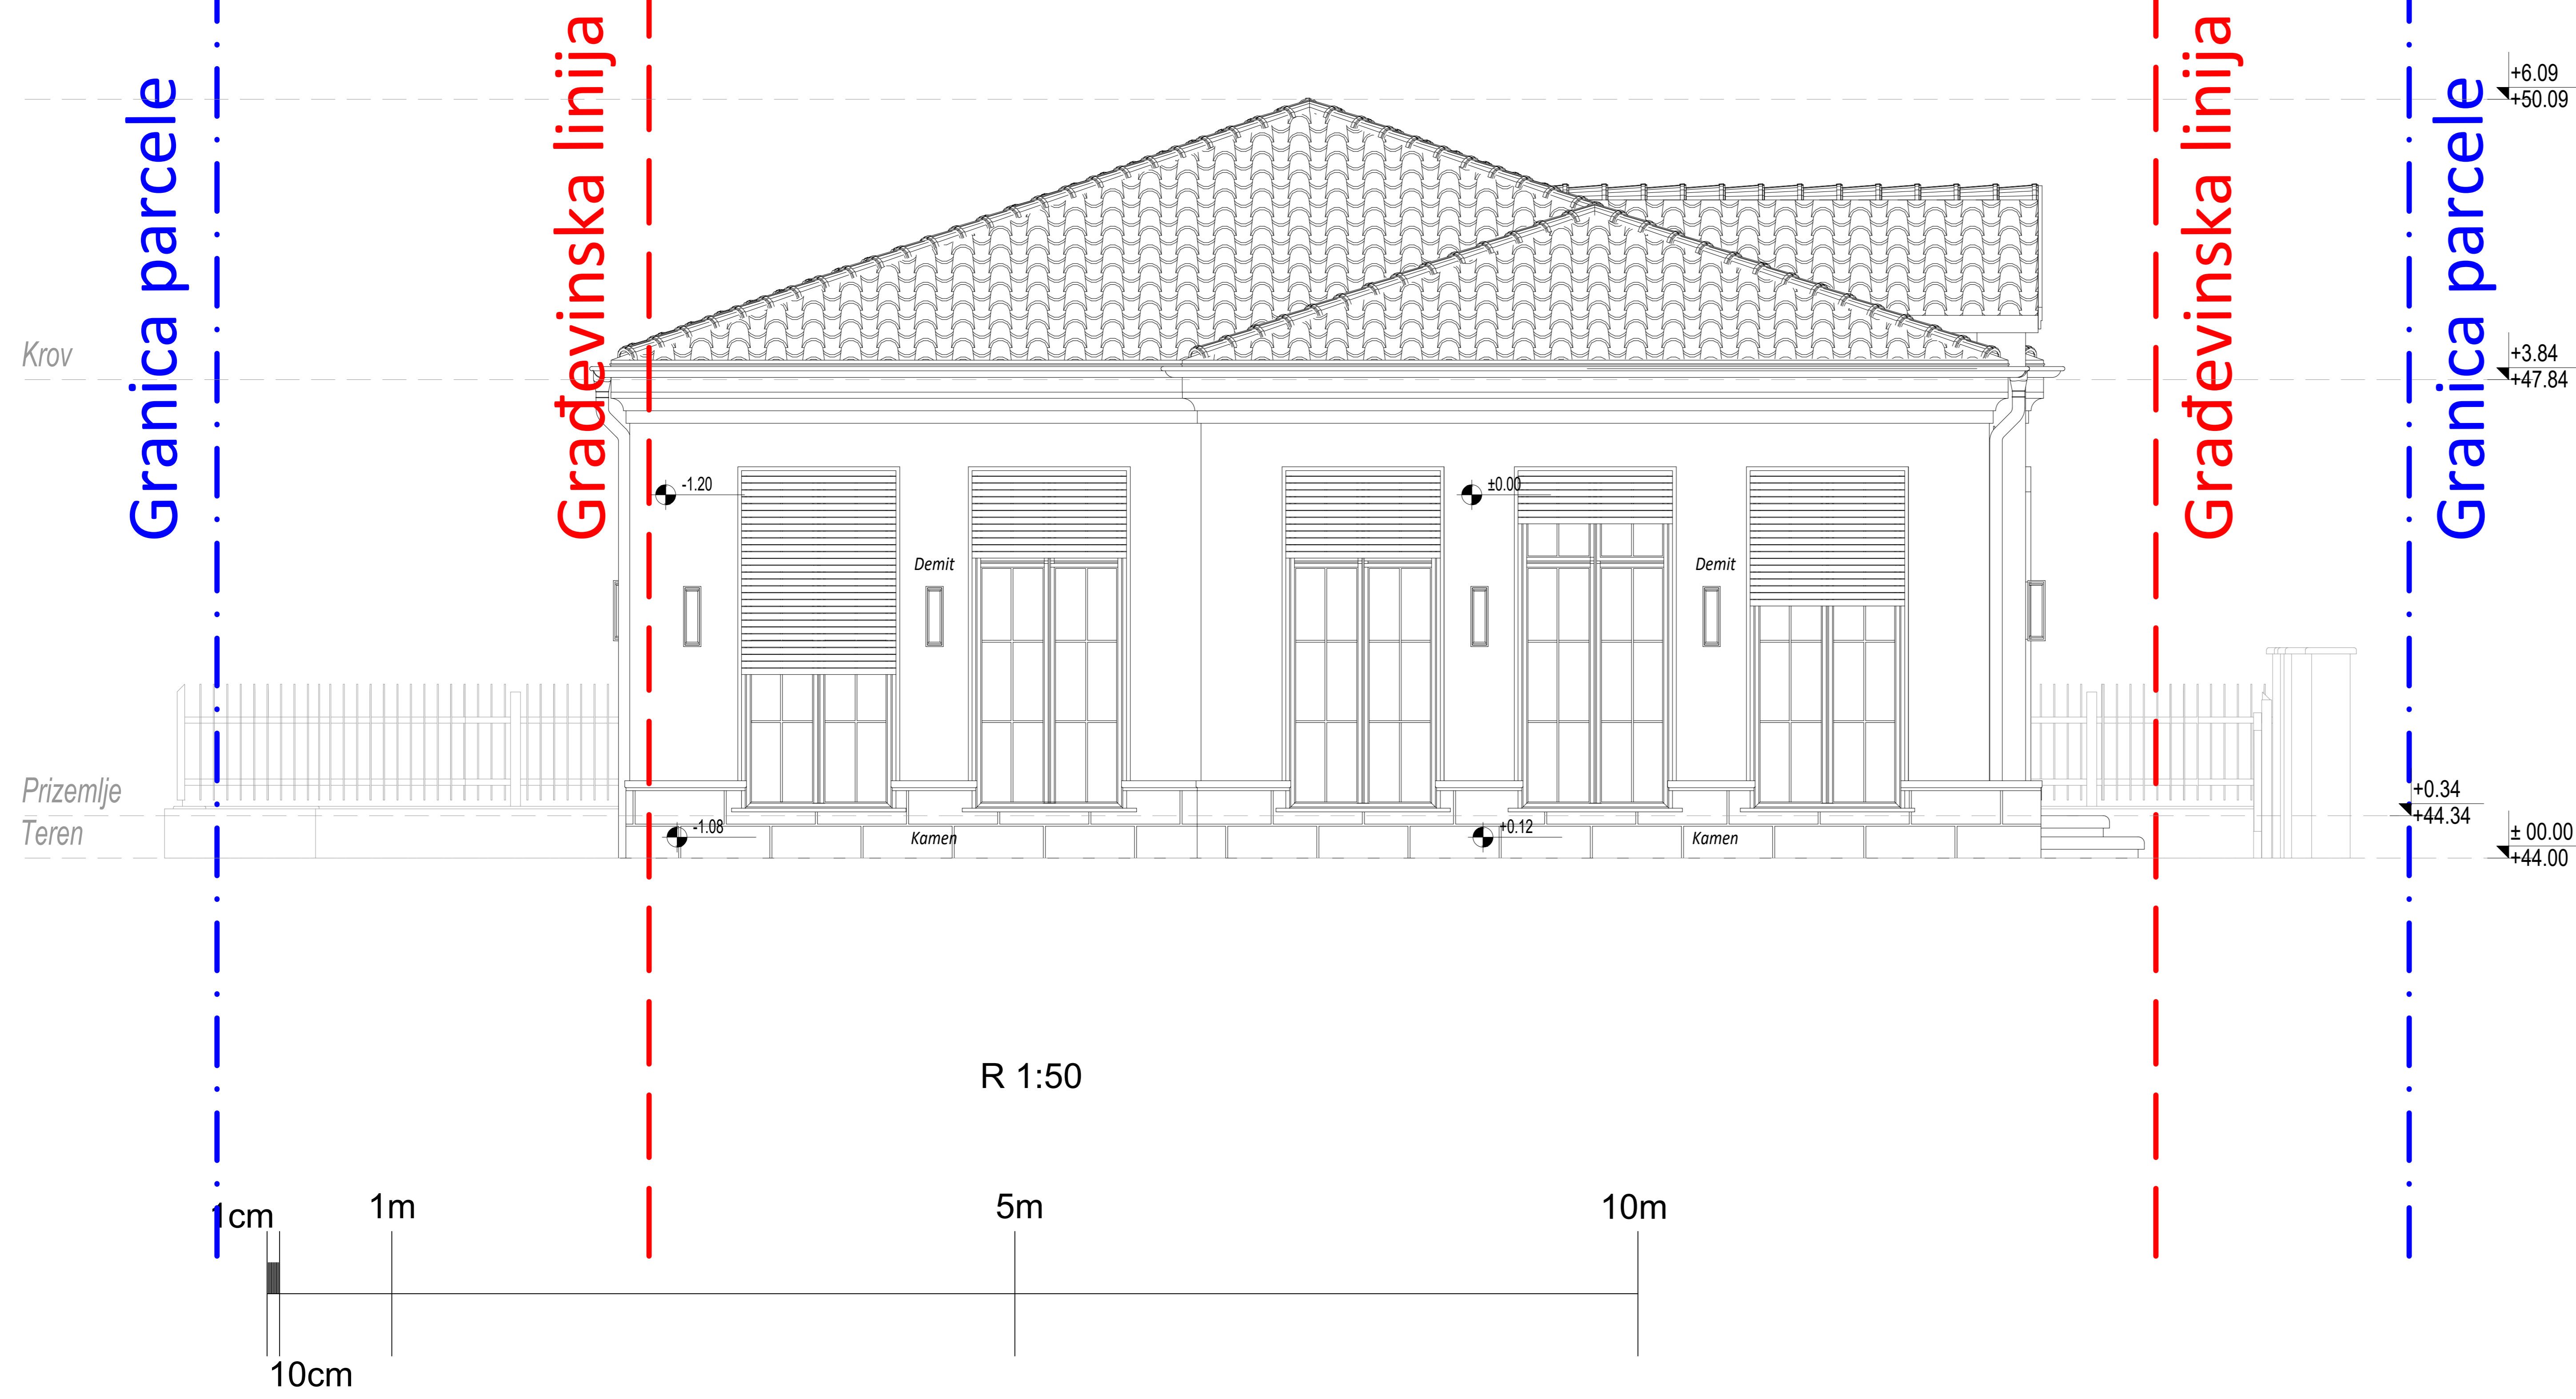 Granica parcele
Građevinska linija
Građevinska linija
Granica parcele
+6.09
+50.09
Krov
+3.84
+47.84
-1.20
±0.00
Demit
Demit
Prizemlje
+0.34
+44.34
Teren
-1.08
Kamen
+0.12
Kamen
± 00.00
+44.00
R 1:50
1cm
1m
5m
10m
10cm